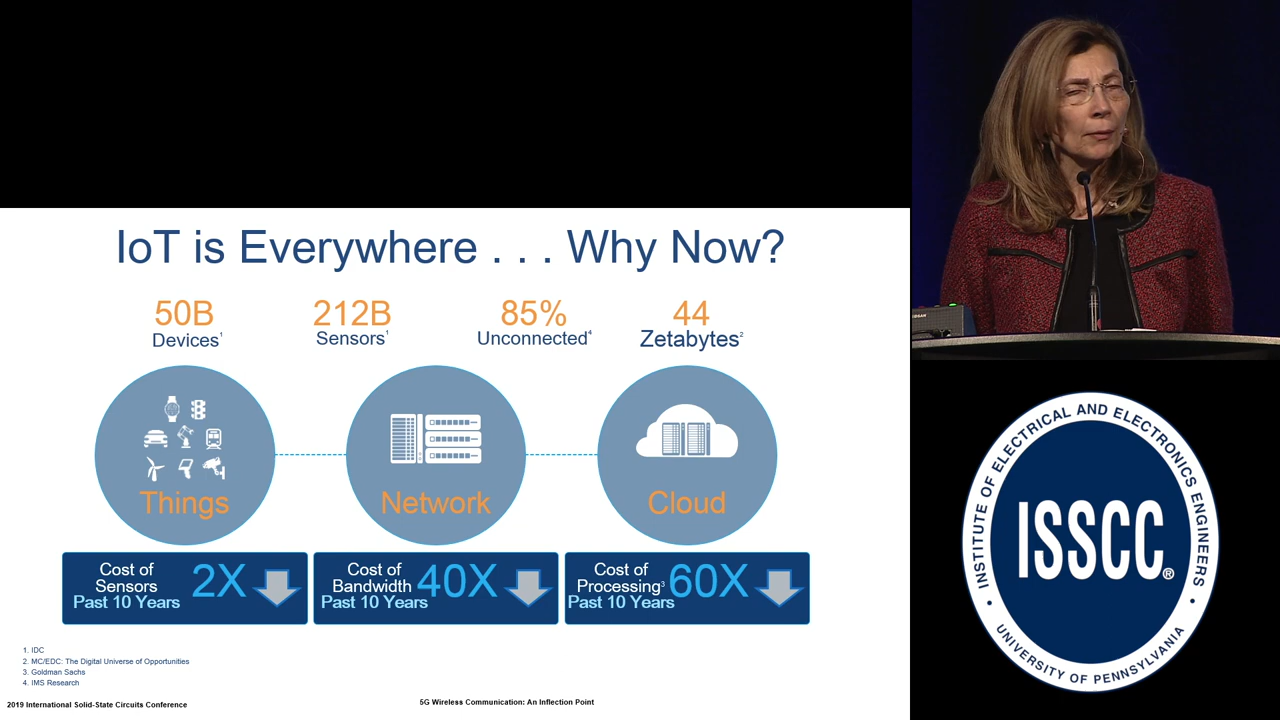 IoT is Everywhere . . . Why Now?
50B
Devices¹
212B
Sensors¹
85%
Unconnected⁴
44
Zetabytes²
Things
Network
Cloud
Cost of
Sensors
Past 10 Years
2X
Cost of
Bandwidth
Past 10 Years
40X
Cost of
Processing³
Past 10 Years
60X
1. IDC
2. MC/EDC: The Digital Universe of Opportunities
3. Goldman Sachs
4. IMS Research
2019 International Solid-State Circuits Conference
5G Wireless Communication: An Inflection Point
INSTITUTE OF ELECTRICAL AND ELECTRONICS ENGINEERS
ISSCC®
• UNIVERSITY OF PENNSYLVANIA •